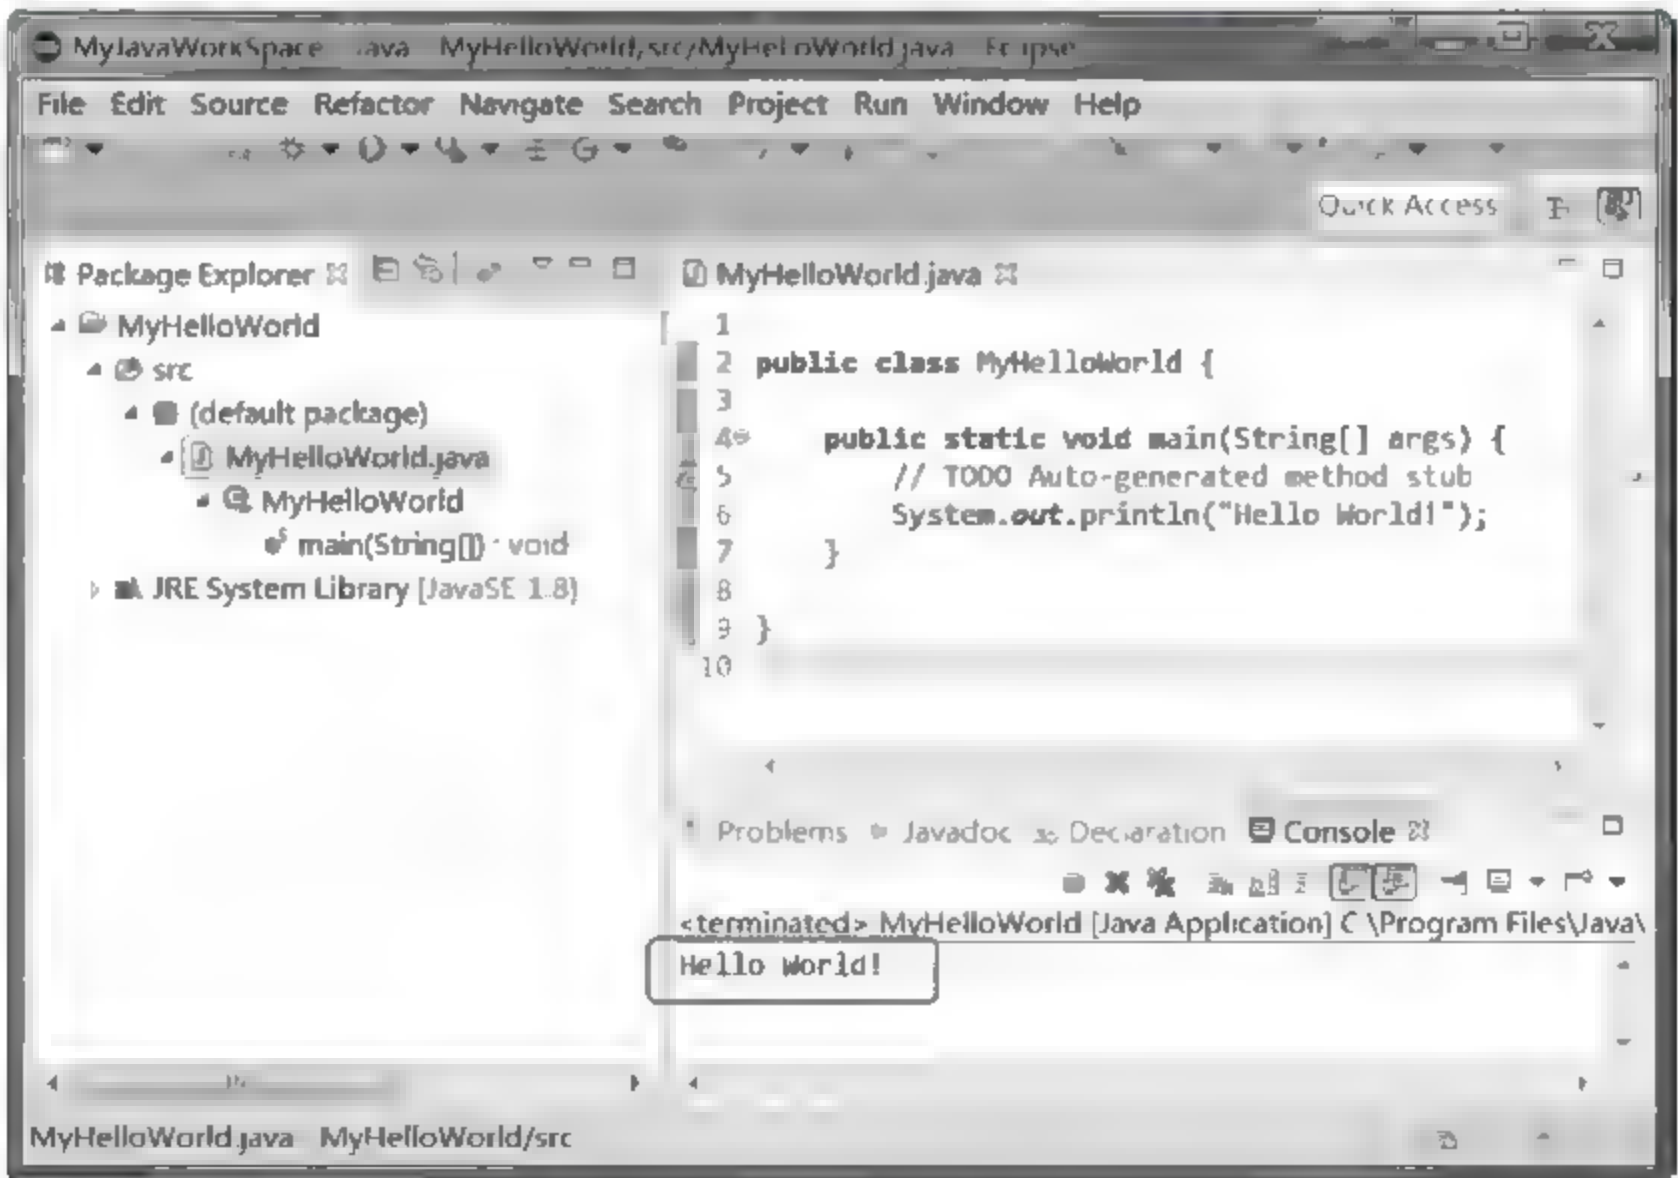 MyJavaWorkSpace Java MyHelloWorld/src/MyHelloWorld.java Eclipse
File Edit Source Refactor Navigate Search Project Run Window Help
Quick Access
Package Explorer
MyHelloWorld
src
(default package)
MyHelloWorld.java
MyHelloWorld
main(String[]) : void
JRE System Library [JavaSE-1.8]
MyHelloWorld.java
1
2 public class MyHelloWorld {
3
4 public static void main(String[] args) {
5 // TODO Auto-generated method stub
6 System.out.println("Hello World!");
7 }
8
9 }
10
Problems Javadoc Declaration Console
<terminated> MyHelloWorld [Java Application] C:\Program Files\Java\
Hello World!
MyHelloWorld.java MyHelloWorld/src